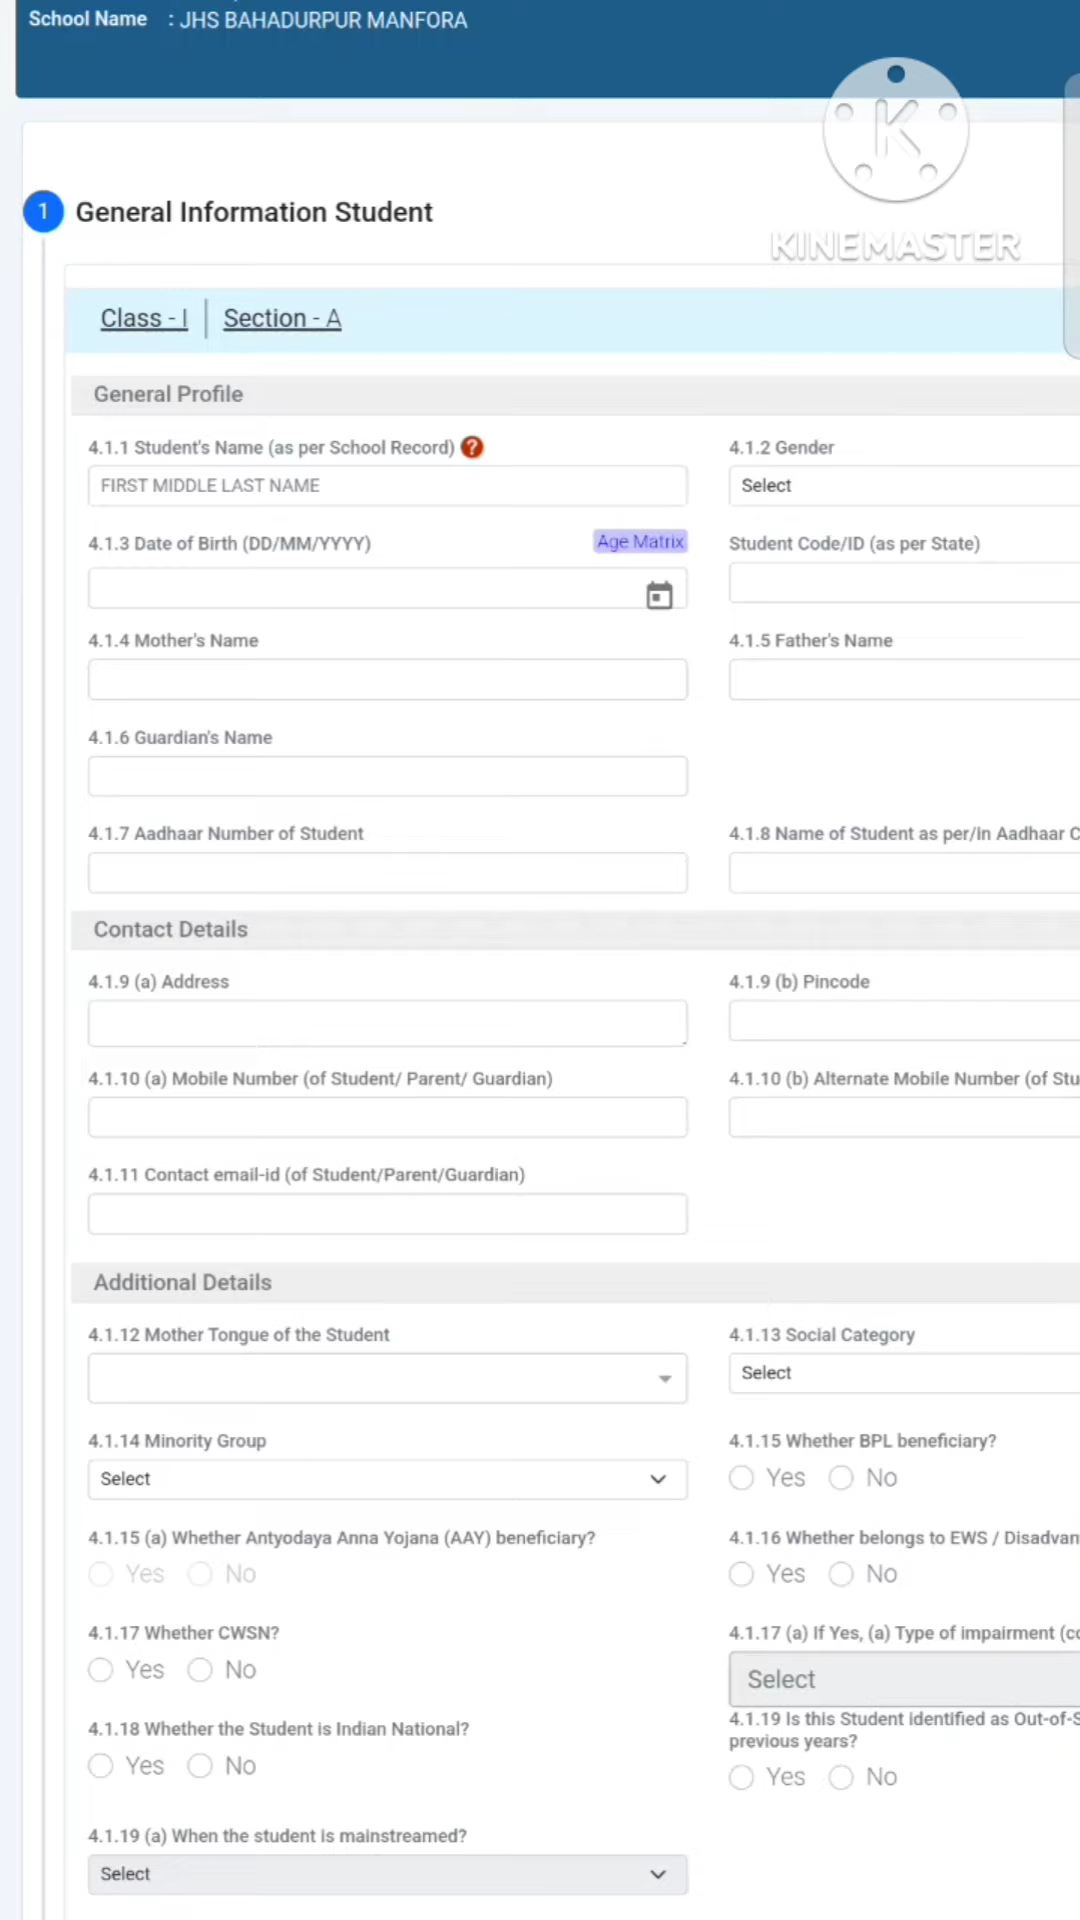 School Name : JHS BAHADURPUR MANFORA
KINEMASTER
1 General Information Student
Class - I Section - A
General Profile
4.1.1 Student's Name (as per School Record) ?
4.1.2 Gender
FIRST MIDDLE LAST NAME
Select
4.1.3 Date of Birth (DD/MM/YYYY) Age Matrix
Student Code/ID (as per State)
4.1.4 Mother's Name
4.1.5 Father's Name
4.1.6 Guardian's Name
4.1.7 Aadhaar Number of Student
4.1.8 Name of Student as per/in Aadhaar C
Contact Details
4.1.9 (a) Address
4.1.9 (b) Pincode
4.1.10 (a) Mobile Number (of Student/ Parent/ Guardian)
4.1.10 (b) Alternate Mobile Number (of Stu
4.1.11 Contact email-id (of Student/Parent/Guardian)
Additional Details
4.1.12 Mother Tongue of the Student
4.1.13 Social Category
Select
4.1.14 Minority Group
4.1.15 Whether BPL beneficiary?
Select
Yes No
4.1.15 (a) Whether Antyodaya Anna Yojana (AAY) beneficiary?
4.1.16 Whether belongs to EWS / Disadvan
Yes No
Yes No
4.1.17 Whether CWSN?
4.1.17 (a) If Yes, (a) Type of impairment (co
Yes No
Select
4.1.18 Whether the Student is Indian National?
4.1.19 Is this Student identified as Out-of-S
previous years?
Yes No
Yes No
4.1.19 (a) When the student is mainstreamed?
Select